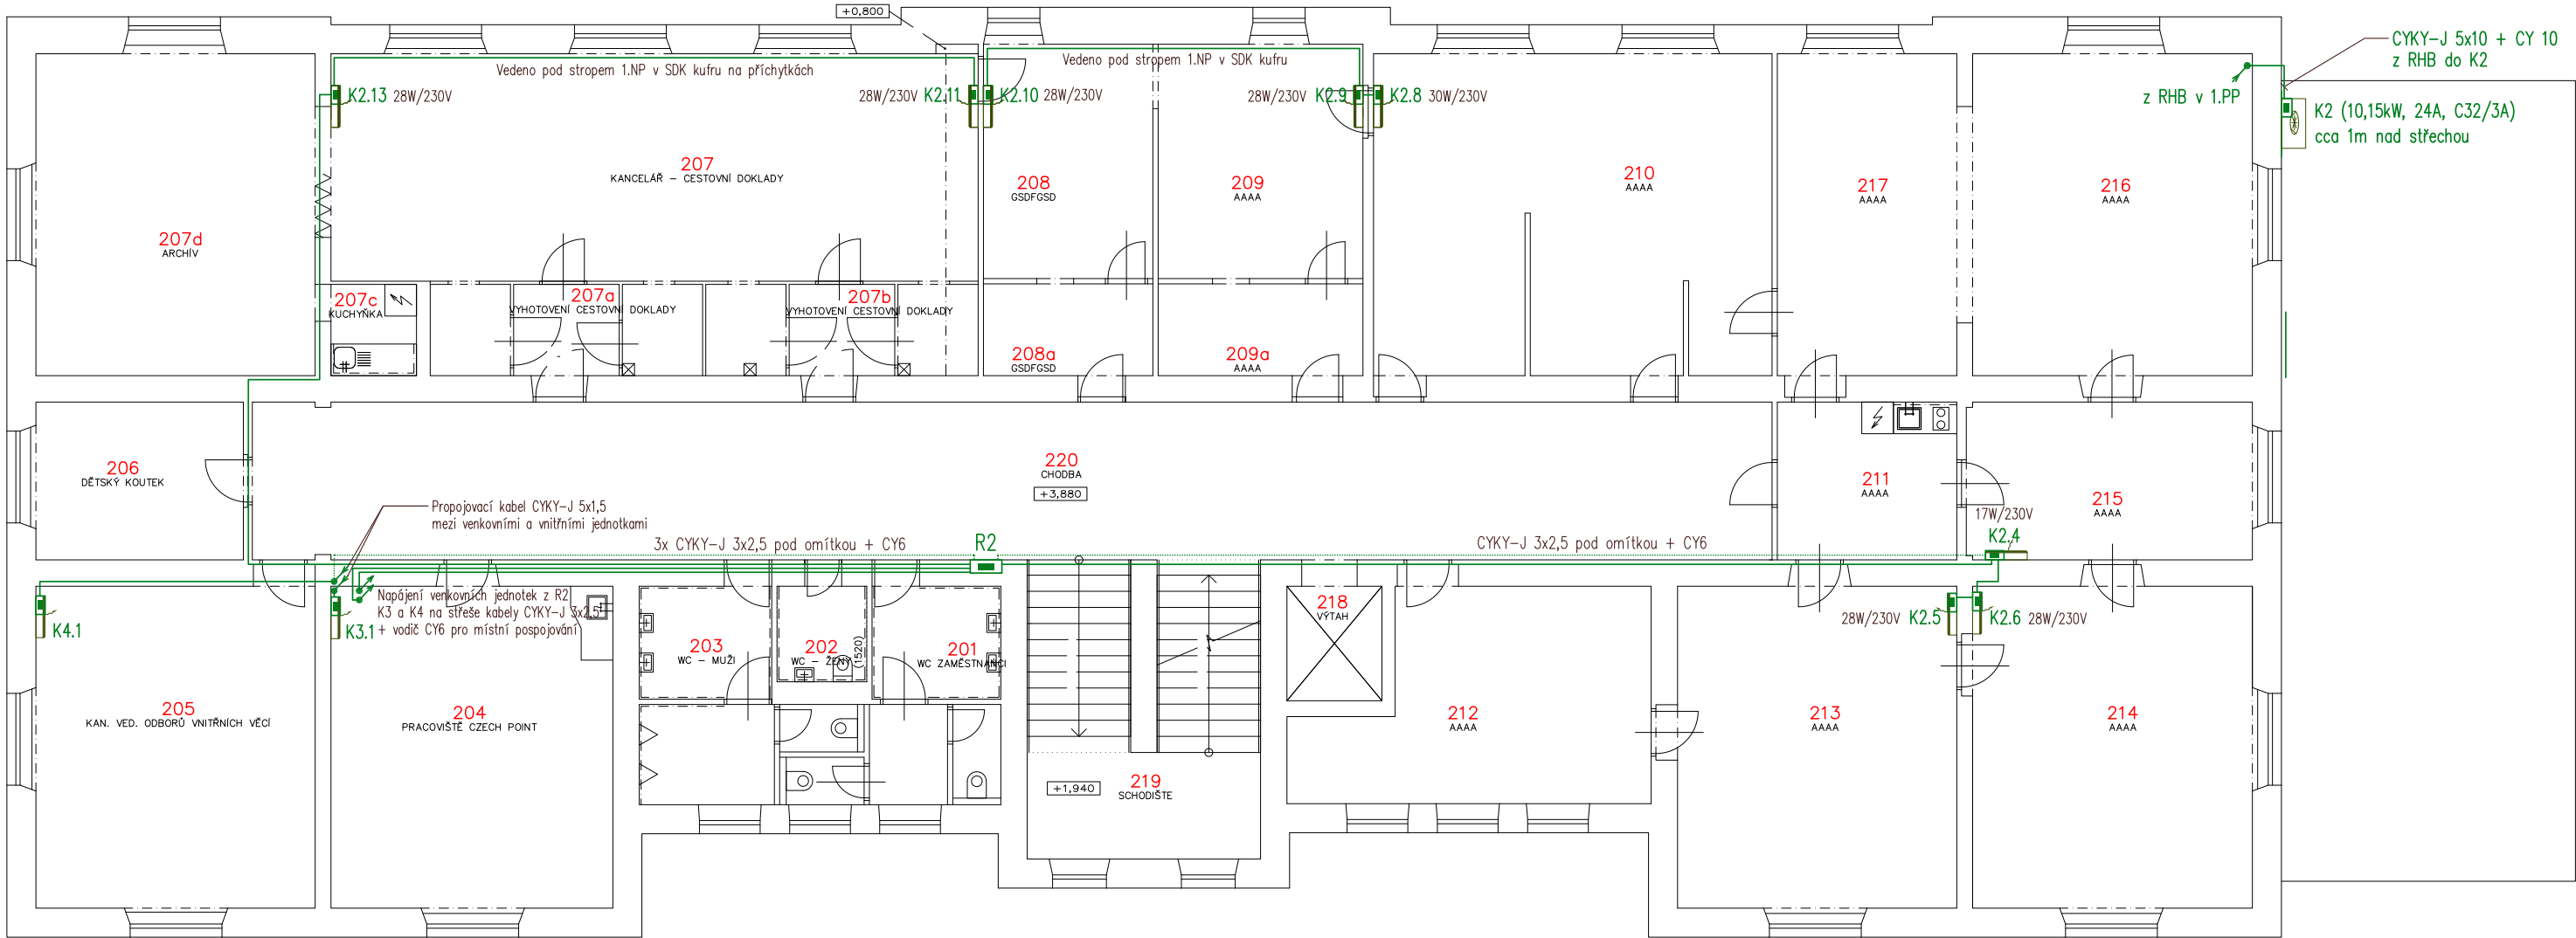 +0,800
CYKY-J 5x10 + CY 10
z RHB do K2
Vedeno pod stropem 1.NP v SDK kufru na příchytkách
Vedeno pod stropem 1.NP v SDK kufru
K2.13 28W/230V
28W/230V K2.11
K2.10 28W/230V
28W/230V K2.9
K2.8 30W/230V
z RHB v 1.PP
K2 (10,15kW, 24A, C32/3A)
cca 1m nad střechou
207
KANCELÁŘ - CESTOVNÍ DOKLADY
208
GSDFGSD
209
AAAA
210
AAAA
217
AAAA
216
AAAA
207d
ARCHÍV
207c
KUCHYŇKA
207a
VYHOTOVENÍ CESTOVNÍ DOKLADY
207b
VYHOTOVENÍ CESTOVNÍ DOKLADY
208a
GSDFGSD
209a
AAAA
206
DĚTSKÝ KOUTEK
220
CHODBA
+3,880
211
AAAA
215
AAAA
17W/230V
K2.4
Propojovací kabel CYKY-J 5x1,5
mezi venkovními a vnitřními jednotkami
3x CYKY-J 3x2,5 pod omítkou + CY6
R2
CYKY-J 3x2,5 pod omítkou + CY6
Napájení venkovních jednotek z R2
K3 a K4 na střeše kabely CYKY-J 3x2,5
+ vodič CY6 pro místní pospojování
K4.1
K3.1
218
VÝTAH
28W/230V K2.5
K2.6 28W/230V
203
WC - MUŽI
202
WC - ŽENY
(1520)
201
WC ZAMĚSTNANCI
205
KAN. VED. ODBORŮ VNITŘNÍCH VĚCÍ
204
PRACOVIŠTĚ CZECH POINT
212
AAAA
213
AAAA
214
AAAA
+1,940
219
SCHODIŠTE